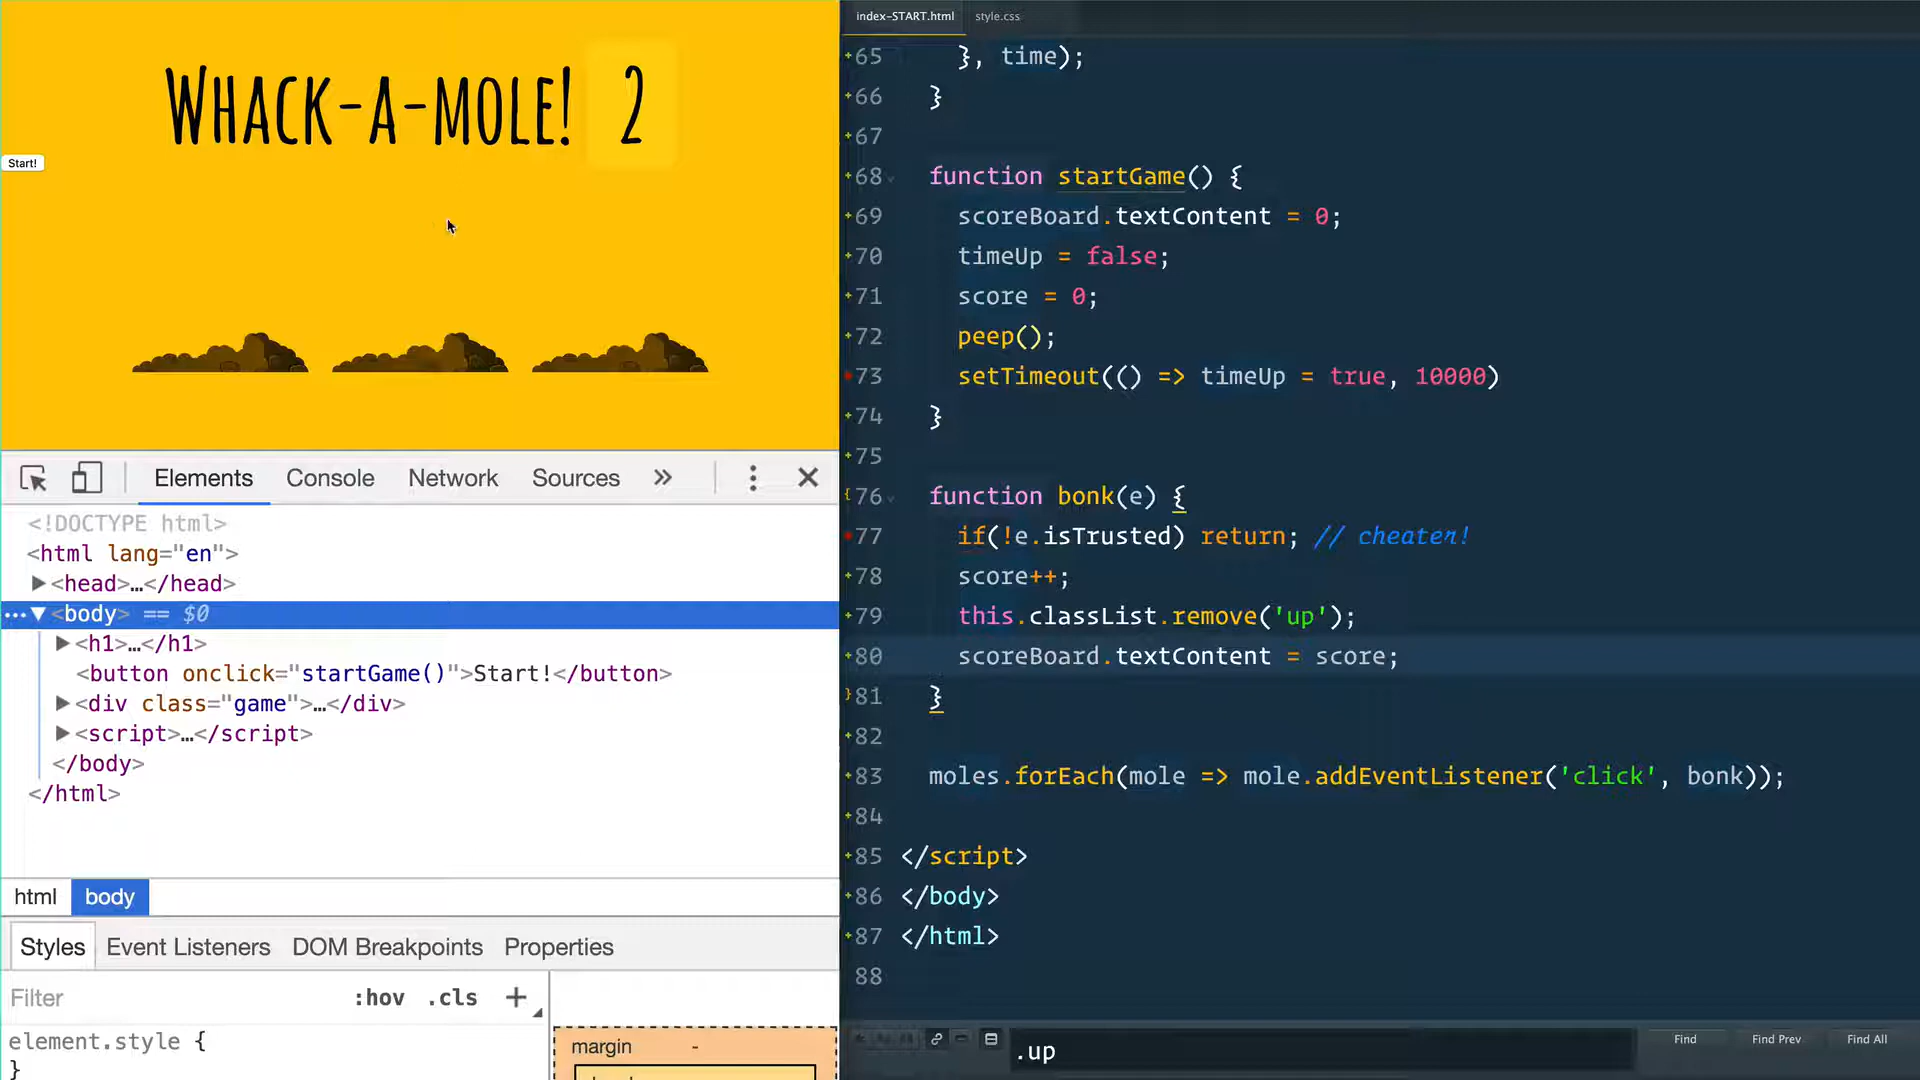 WHACK-A-MOLE! 2
Start!
Elements Console Network Sources »
<!DOCTYPE html>
<html lang="en">
▶<head>…</head>
…▼<body> == $0
▶<h1>…</h1>
<button onclick="startGame()">Start!</button>
▶<div class="game">…</div>
▶<script>…</script>
</body>
</html>
html body
Styles Event Listeners DOM Breakpoints Properties
Filter :hov .cls +
element.style {
}
margin -
index-START.html style.css
65 }, time);
66 }
67
68 function startGame() {
69 scoreBoard.textContent = 0;
70 timeUp = false;
71 score = 0;
72 peep();
73 setTimeout(() => timeUp = true, 10000)
74 }
75
76 function bonk(e) {
77 if(!e.isTrusted) return; // cheater!
78 score++;
79 this.classList.remove('up');
80 scoreBoard.textContent = score;
81 }
82
83 moles.forEach(mole => mole.addEventListener('click', bonk));
84
85 </script>
86 </body>
87 </html>
88
.up Find Find Prev Find All